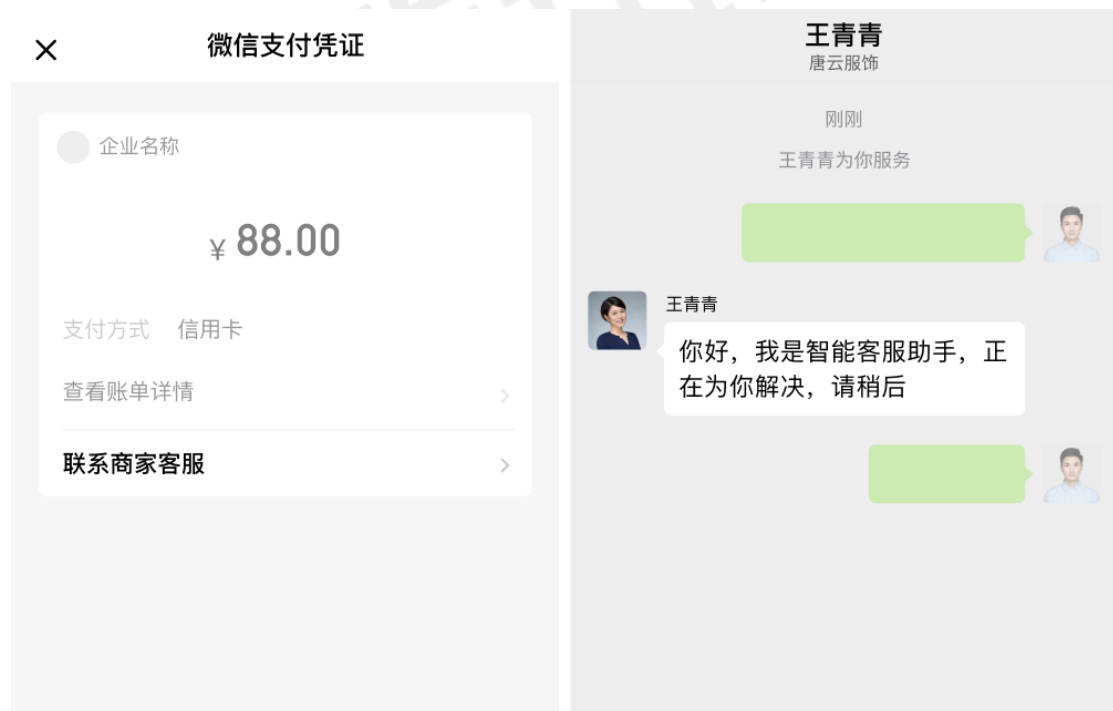 微信支付凭证
企业名称
¥ 88.00
支付方式 信用卡
查看账单详情
联系商家客服
王青青
唐云服饰
刚刚
王青青为你服务
王青青
你好，我是智能客服助手，正
在为你解决，请稍后